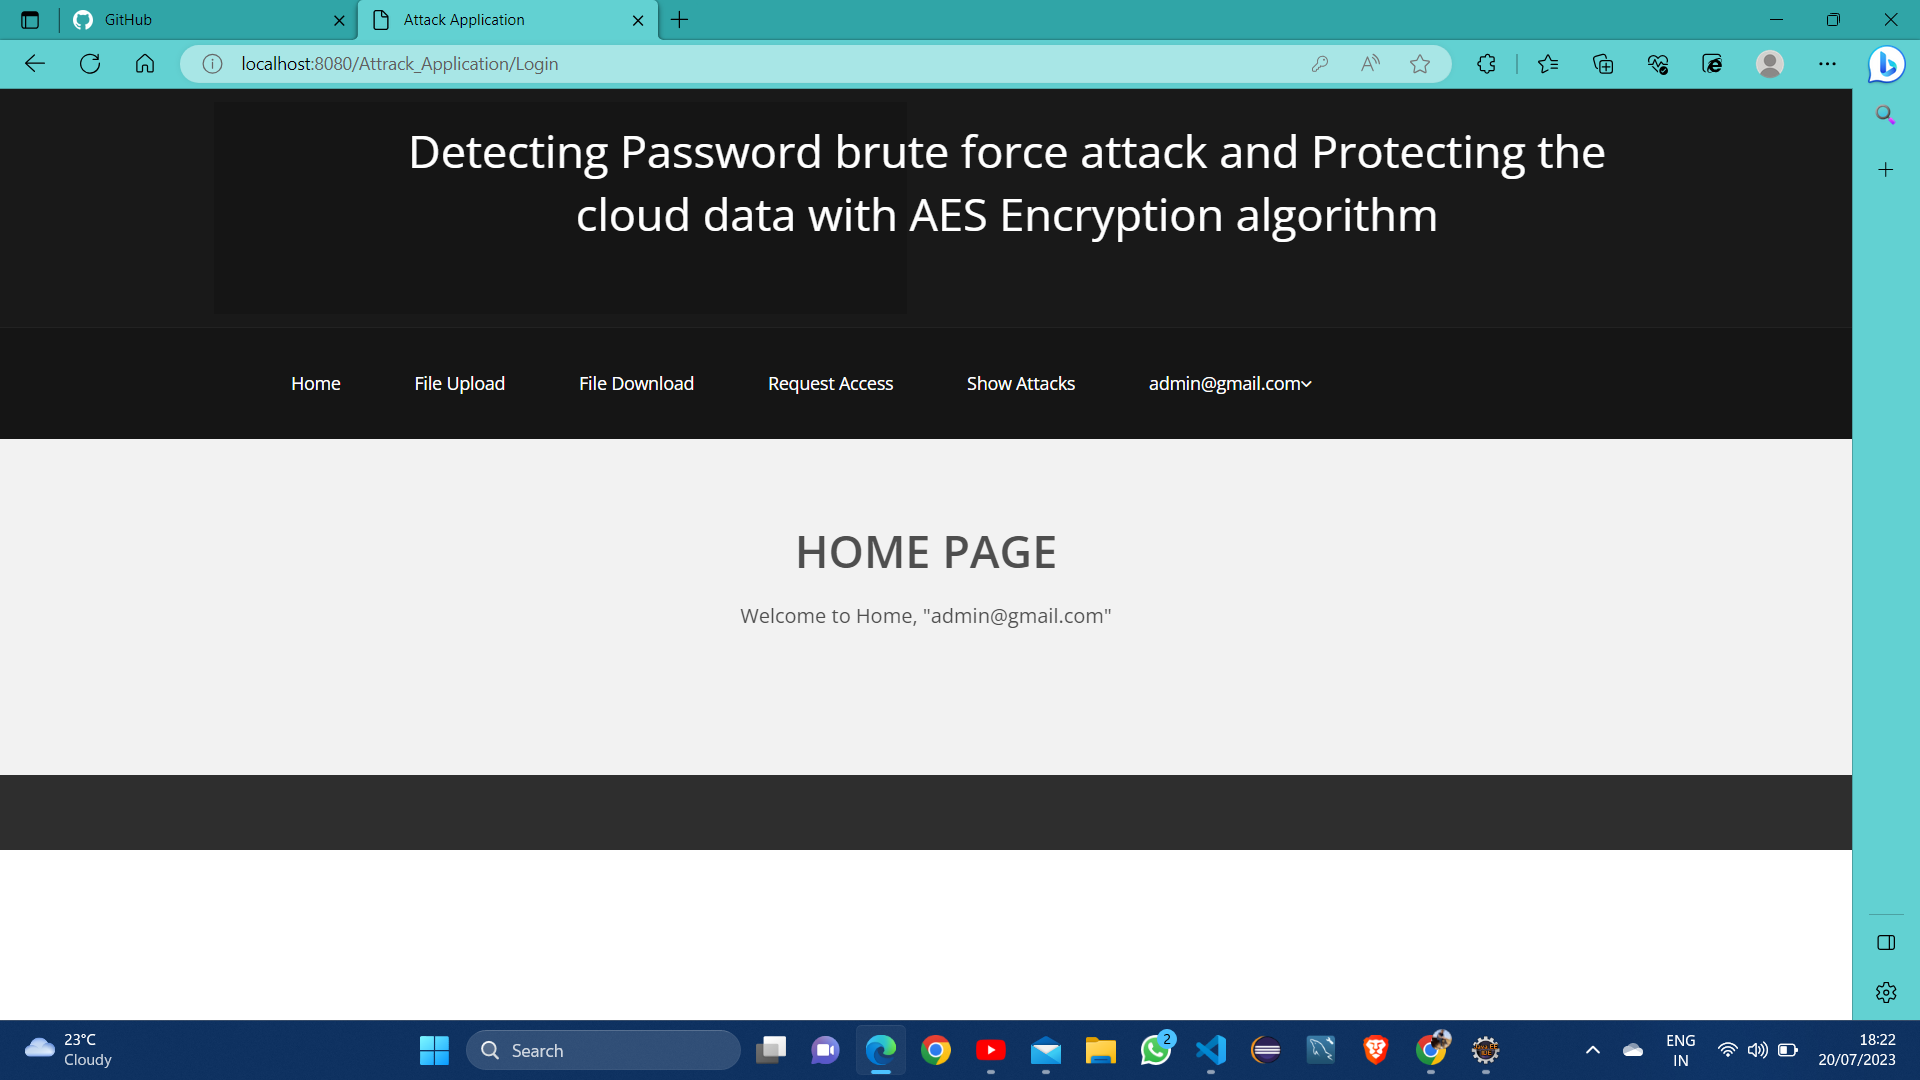 GitHub
Attack Application
localhost:8080/Attrack_Application/Login
Detecting Password brute force attack and Protecting the
cloud data with AES Encryption algorithm
Home File Upload File Download Request Access Show Attacks admin@gmail.com
HOME PAGE
Welcome to Home, "admin@gmail.com"
23°C
Cloudy
Search
2
ENG
IN
18:22
20/07/2023